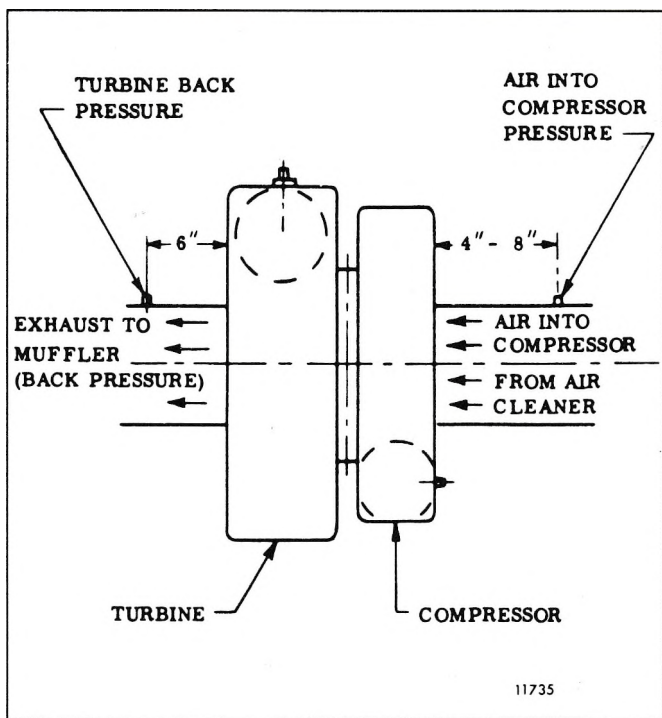 TURBINE BACK
PRESSURE
AIR INTO
COMPRESSOR
PRESSURE
6"
4" - 8"
EXHAUST TO
MUFFLER
(BACK PRESSURE)
AIR INTO
COMPRESSOR
FROM AIR
CLEANER
TURBINE
COMPRESSOR
11735